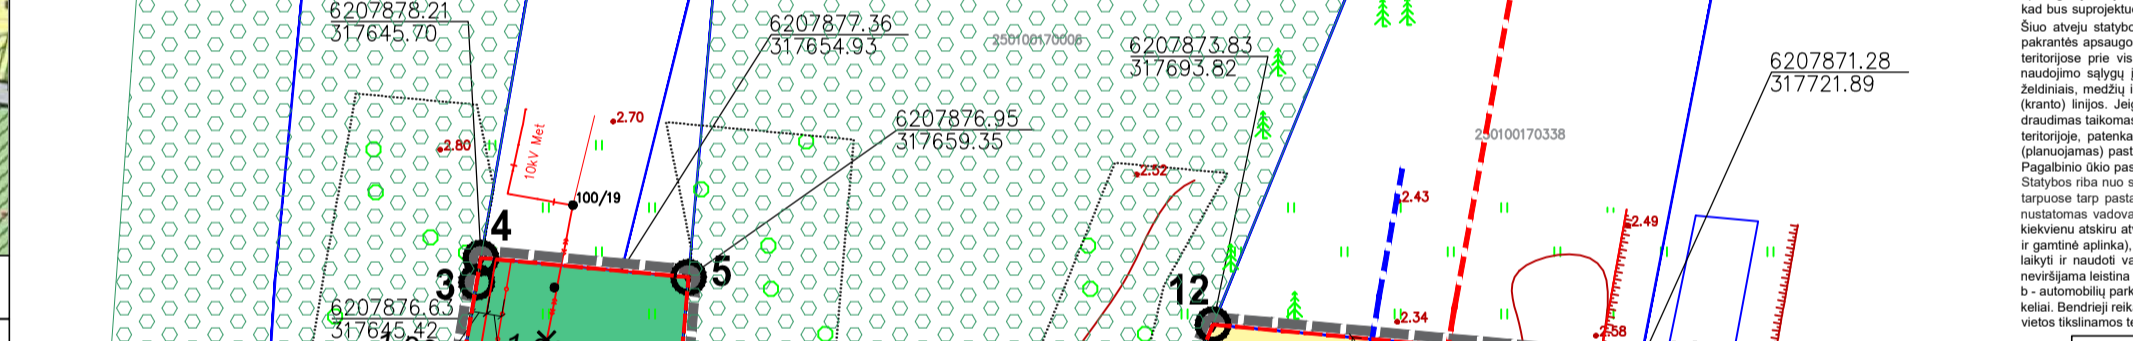 6207878.21
317645.70
6207877.36
317654.93
250100170006
6207873.83
317693.82
6207871.28
317721.89
6207876.95
317659.35
250100170338
2.70
2.80
10kV Met
100/19
2.52
2.43
2.49
4
3
5
12
6207876.63
317645.42
2.34
2.58
kad bus suprojektuo
Šiuo atveju statybo
pakrantės apsaugo
teritorijose prie vis
naudojimo sąlygų į
želdiniais, medžių i
(kranto) linijos. Jeig
draudimas taikomas
teritorijoje, patenka
(planuojamas) past
Pagalbinio ūkio pas
Statybos riba nuo s
tarpuose tarp pasta
nustatomas vadova
kiekvienu atskiru at
ir gamtinė aplinka),
laikyti ir naudoti va
neviršijama leistina
b - automobilių park
keliai. Bendrieji reik
vietos tikslinamos te